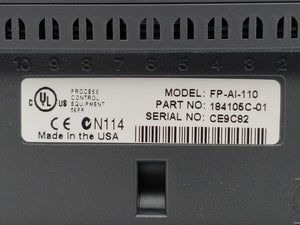 10 9 8 7 6 5 4 3 2
UL
C US
PROCESS
CONTROL
EQUIPMENT
56FF
CE N114
Made in the USA
MODEL: FP-AI-110
PART NO: 184105C-01
SERIAL NO: CE9C82